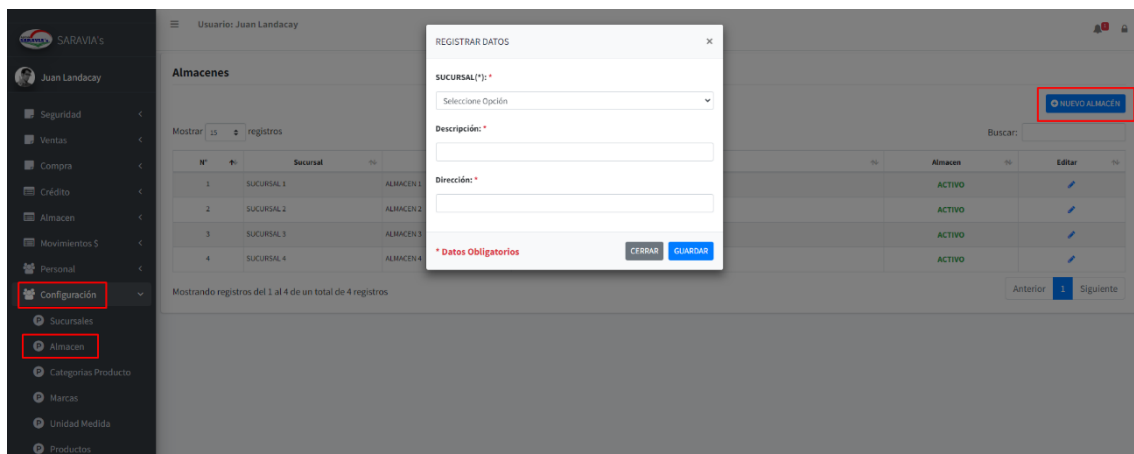 SARAVIA's
Usuario: Juan Landacay
Juan Landacay
Seguridad
Ventas
Compra
Crédito
Almacen
Movimientos $
Personal
Configuración
Sucursales
Almacen
Categorias Producto
Marcas
Unidad Medida
Productos
Almacenes
NUEVO ALMACÉN
Mostrar 15 registros
Buscar:
N° Sucursal Almacen Editar
1 SUCURSAL 1 ALMACEN 1 ACTIVO
2 SUCURSAL 2 ALMACEN 2 ACTIVO
3 SUCURSAL 3 ALMACEN 3 ACTIVO
4 SUCURSAL 4 ALMACEN 4 ACTIVO
Mostrando registros del 1 al 4 de un total de 4 registros
Anterior 1 Siguiente
REGISTRAR DATOS ×
SUCURSAL(*): *
Seleccione Opción
Descripción: *
Dirección: *
* Datos Obligatorios
CERRAR GUARDAR